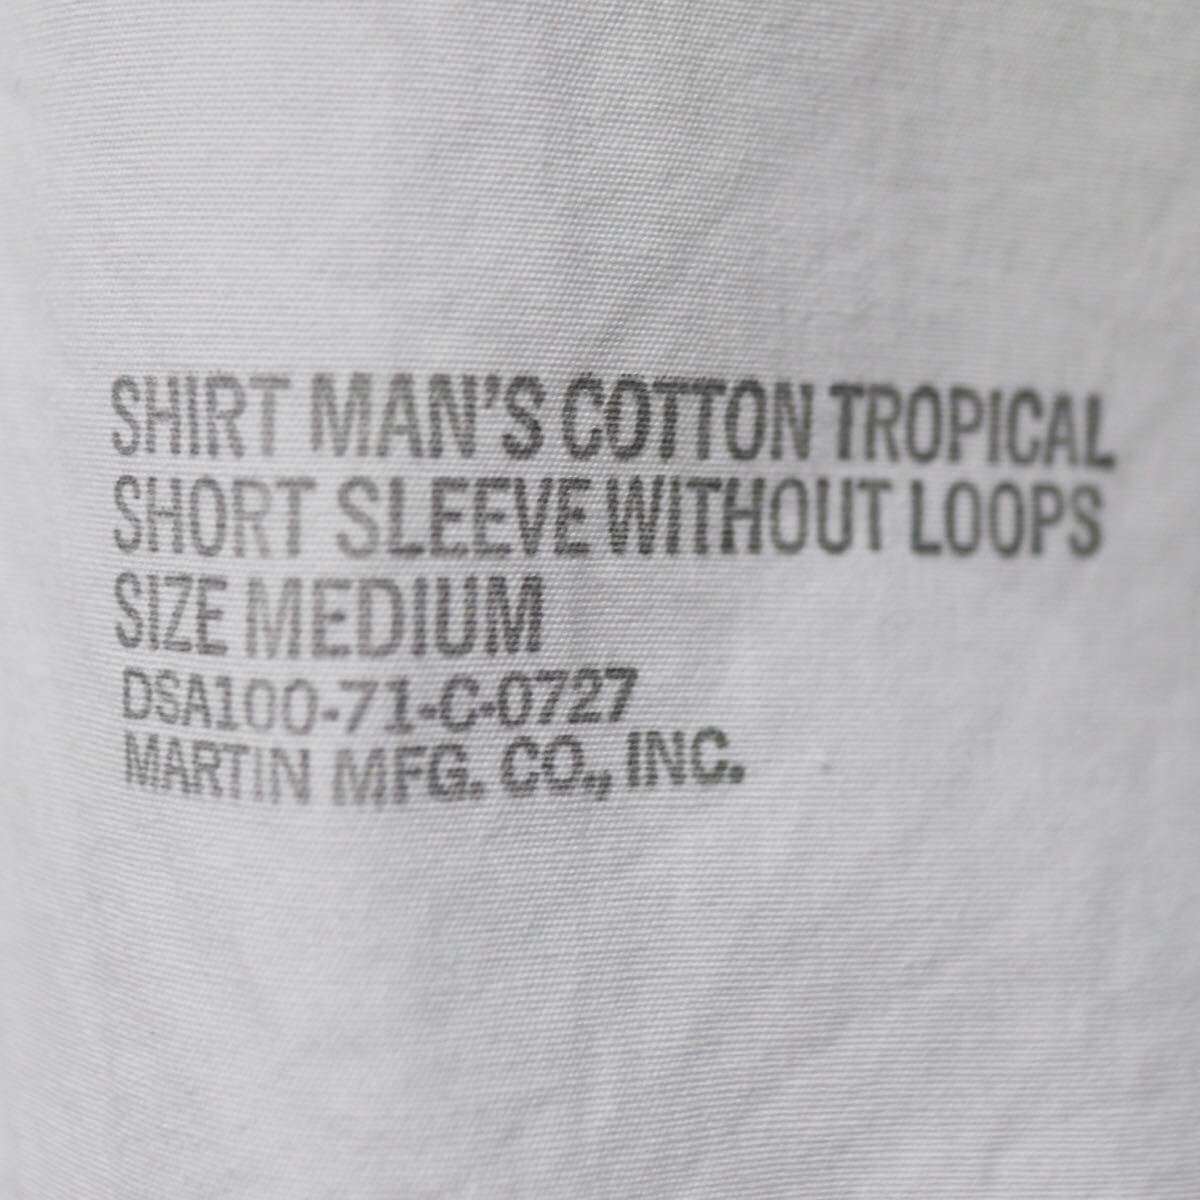 SHIRT MAN'S COTTON TROPICAL
SHORT SLEEVE WITHOUT LOOPS
SIZE MEDIUM
DSA100-71-C-0727
MARTIN MFG. CO., INC.